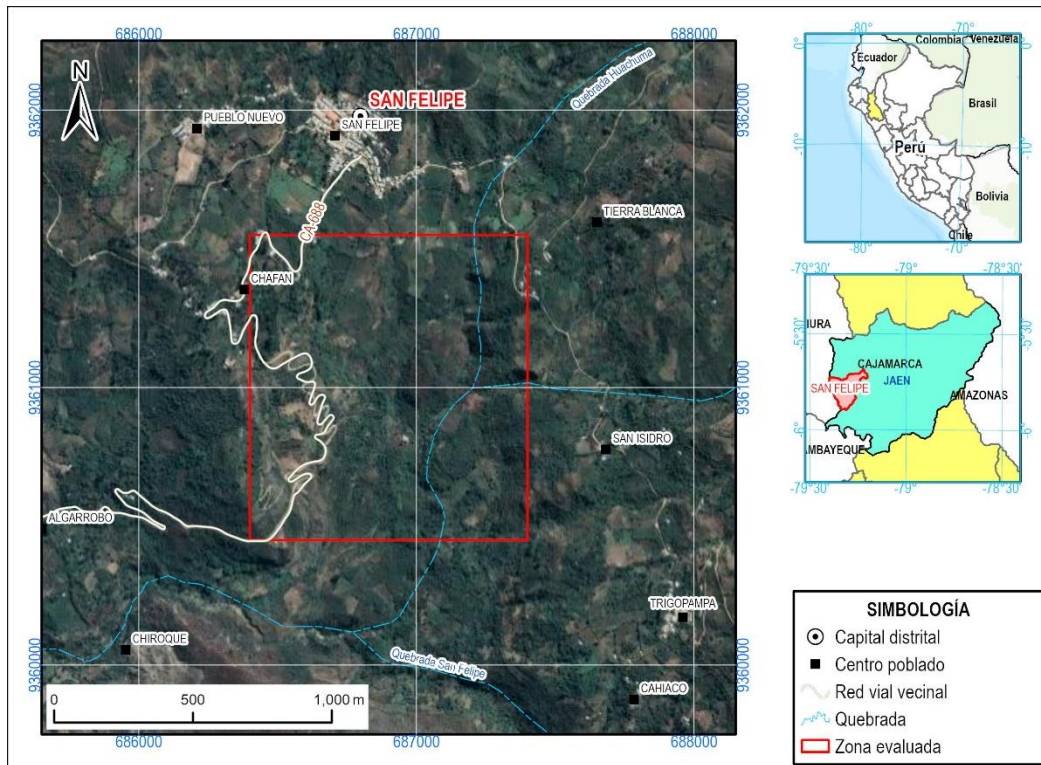 686000
687000
688000
9362000
9361000
9360000
N
SAN FELIPE
PUEBLO NUEVO
SAN FELIPE
Quebrada Huachuma
CA-688
TIERRA BLANCA
CHAFAN
SAN ISIDRO
ALGARROBO
TRIGOPAMPA
CHIROQUE
Quebrada San Felipe
CAHIACO
0 500 1,000 m
9362000
9361000
9360000
686000
687000
688000
-80°
-70°
0°
0°
Colombia
Venezuela
Ecuador
Brasil
Perú
-10°
-10°
Bolivia
Chile
-80°
-70°
-79°30'
-79°
-78°30'
-5°30'
-5°30'
IURA
CAJAMARCA
JAEN
SAN FELIPE
AMAZONAS
-6°
-6°
AMBAYEQUE
-79°30'
-79°
-78°30'
SIMBOLOGÍA
Capital distrital
Centro poblado
Red vial vecinal
Quebrada
Zona evaluada